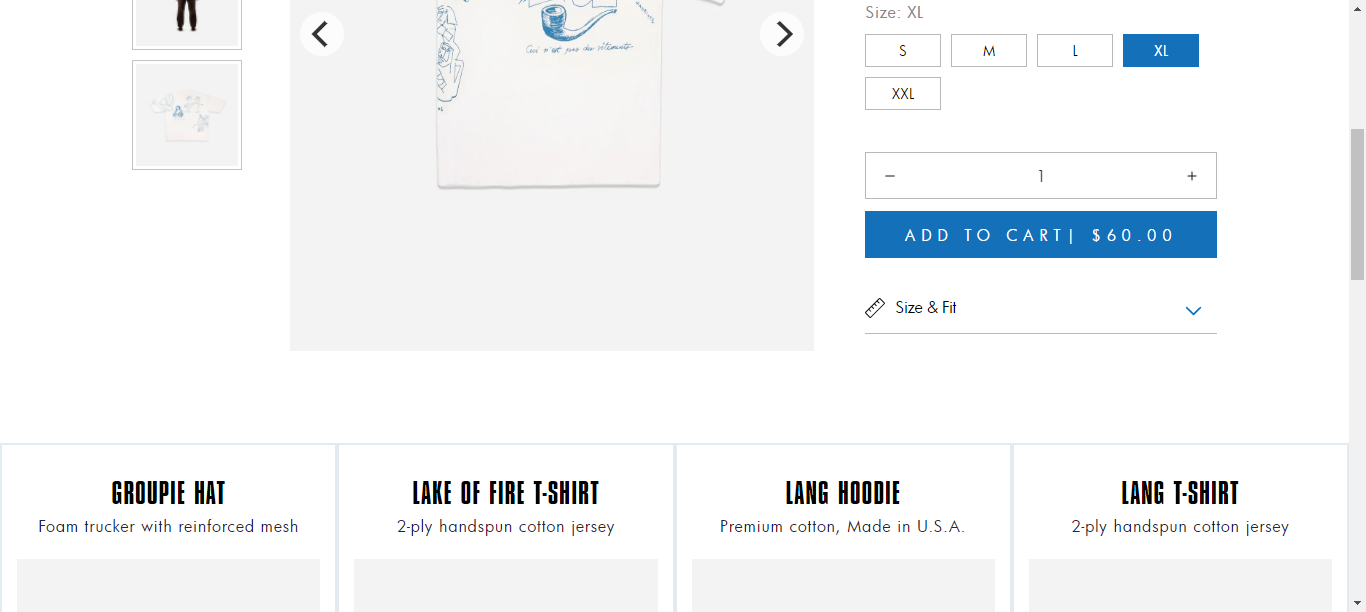 Size: XL
S
M
L
XL
XXL
Ceci n'est pas des vêtements
− 1 +
ADD TO CART| $60.00
Size & Fit
GROUPIE HAT
Foam trucker with reinforced mesh
LAKE OF FIRE T-SHIRT
2-ply handspun cotton jersey
LANG HOODIE
Premium cotton, Made in U.S.A.
LANG T-SHIRT
2-ply handspun cotton jersey